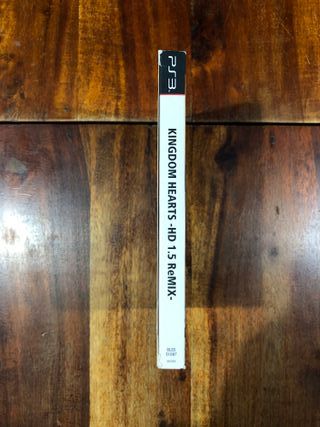 PS3
KINGDOM HEARTS -HD 1.5 ReMIX-